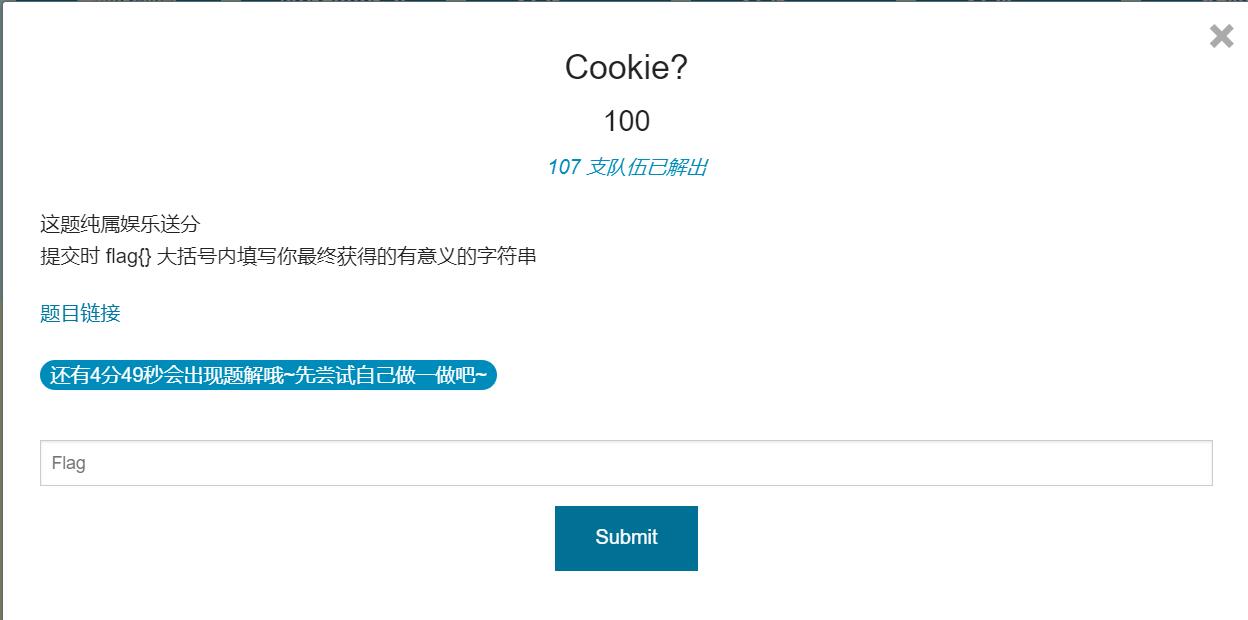 Cookie?
100
107 支队伍已解出
这题纯属娱乐送分
提交时 flag{} 大括号内填写你最终获得的有意义的字符串
题目链接
还有4分49秒会出现题解哦~先尝试自己做一做吧~
Flag
Submit